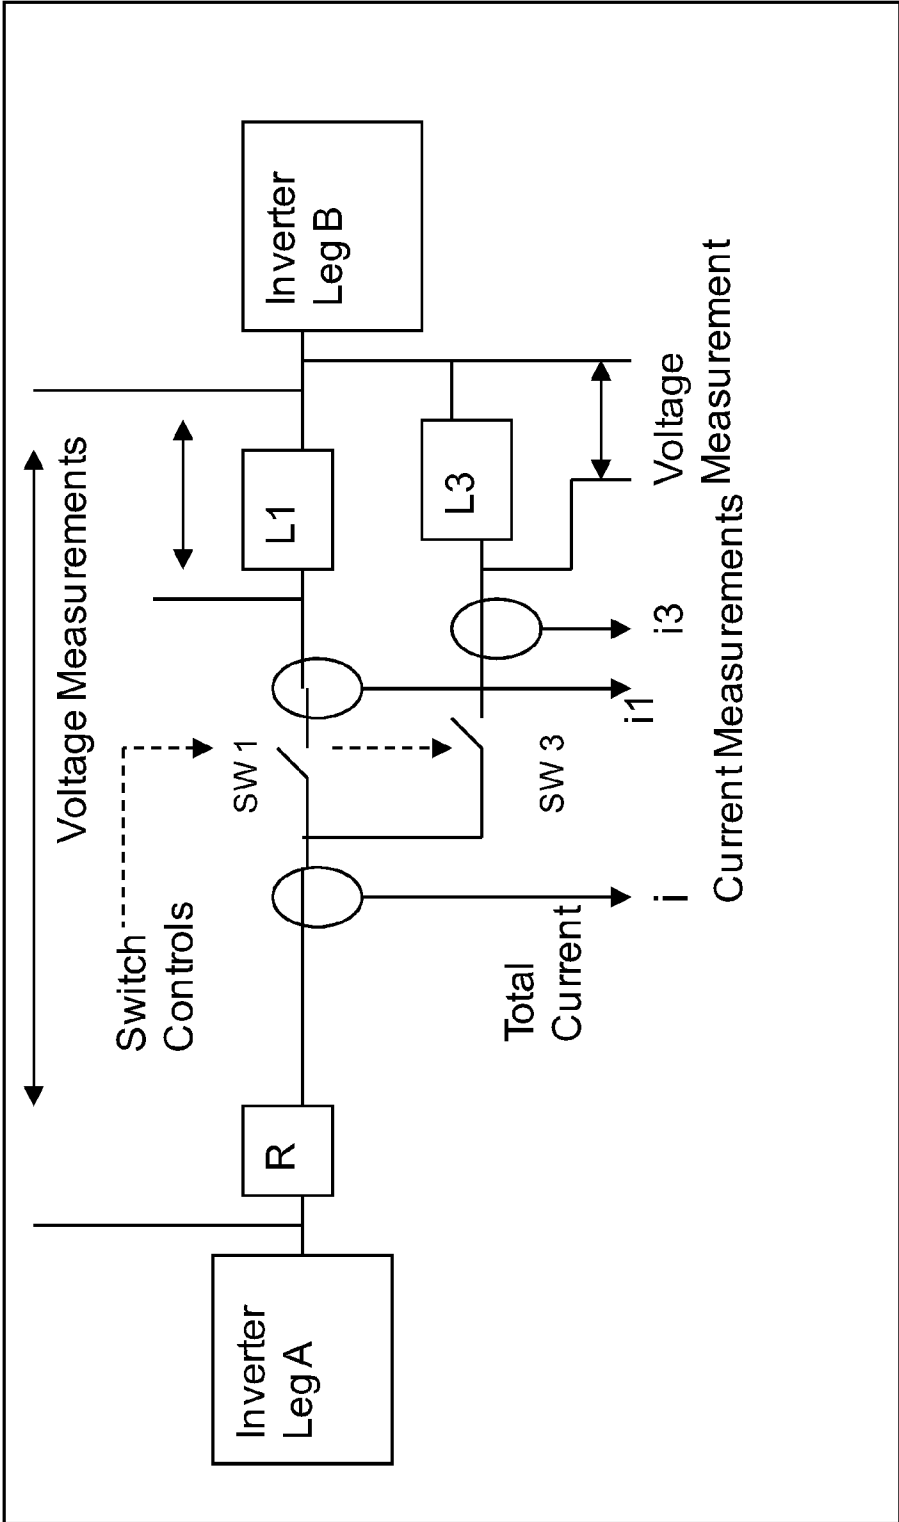 Voltage Measurements
Switch
Controls
Inverter
Leg A
R
SW 1
L1
Inverter
Leg B
L3
SW 3
Total
Current
i
i1
i3
Voltage
Measurement
Current Measurements